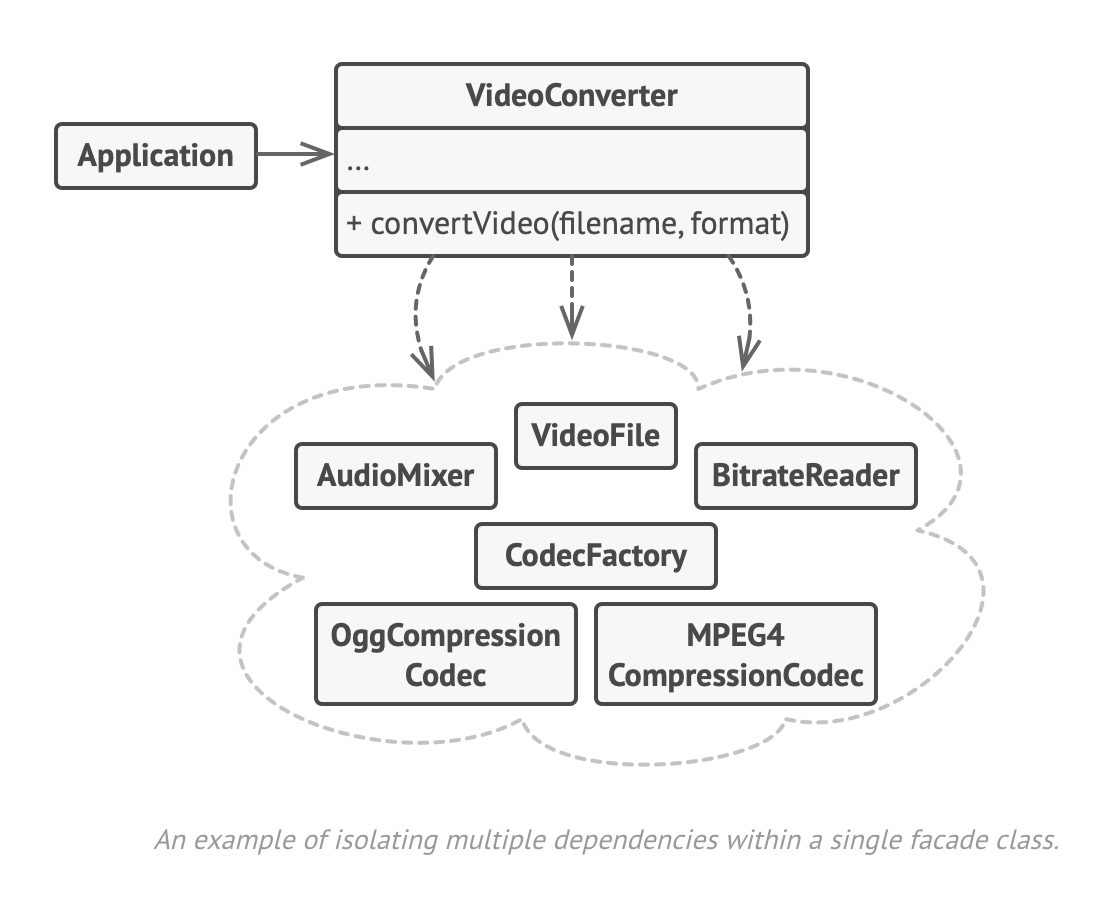 VideoConverter
Application
...
+ convertVideo(filename, format)
VideoFile
AudioMixer
BitrateReader
CodecFactory
OggCompression
Codec
MPEG4
CompressionCodec
An example of isolating multiple dependencies within a single facade class.